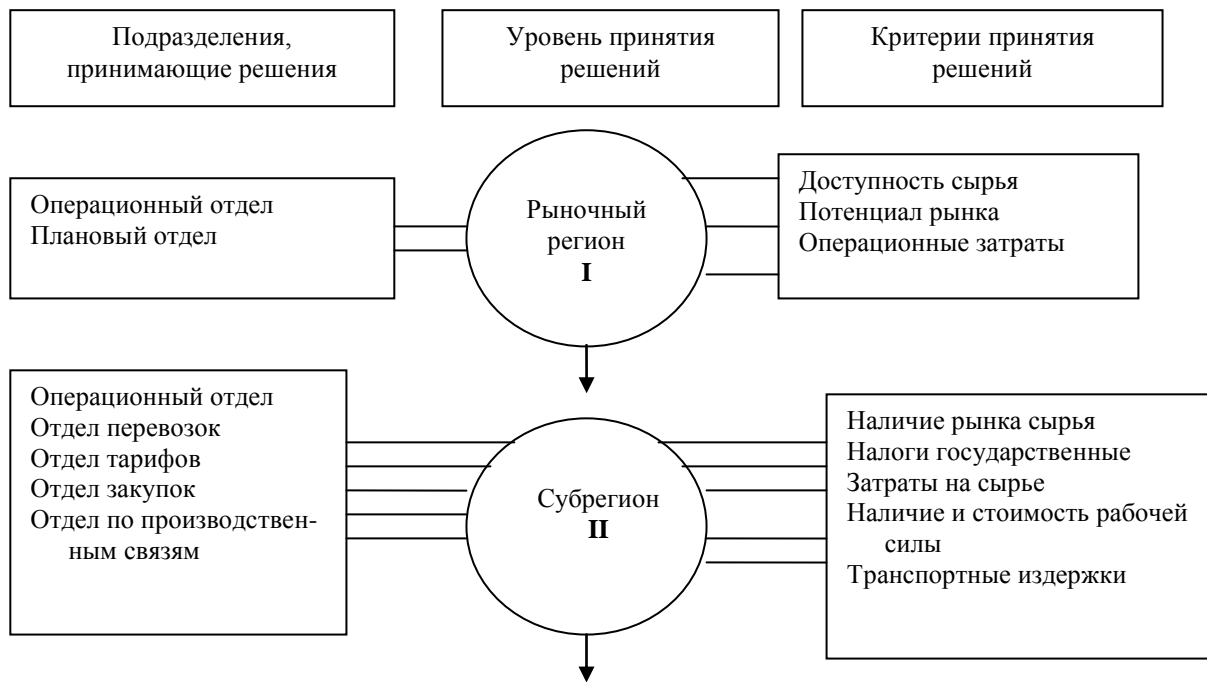 Подразделения,
принимающие решения
Уровень принятия
решений
Критерии принятия
решений
Операционный отдел
Плановый отдел
Рыночный
регион
I
Доступность сырья
Потенциал рынка
Операционные затраты
Операционный отдел
Отдел перевозок
Отдел тарифов
Отдел закупок
Отдел по производствен-
ным связям
Субрегион
II
Наличие рынка сырья
Налоги государственные
Затраты на сырье
Наличие и стоимость рабочей
силы
Транспортные издержки